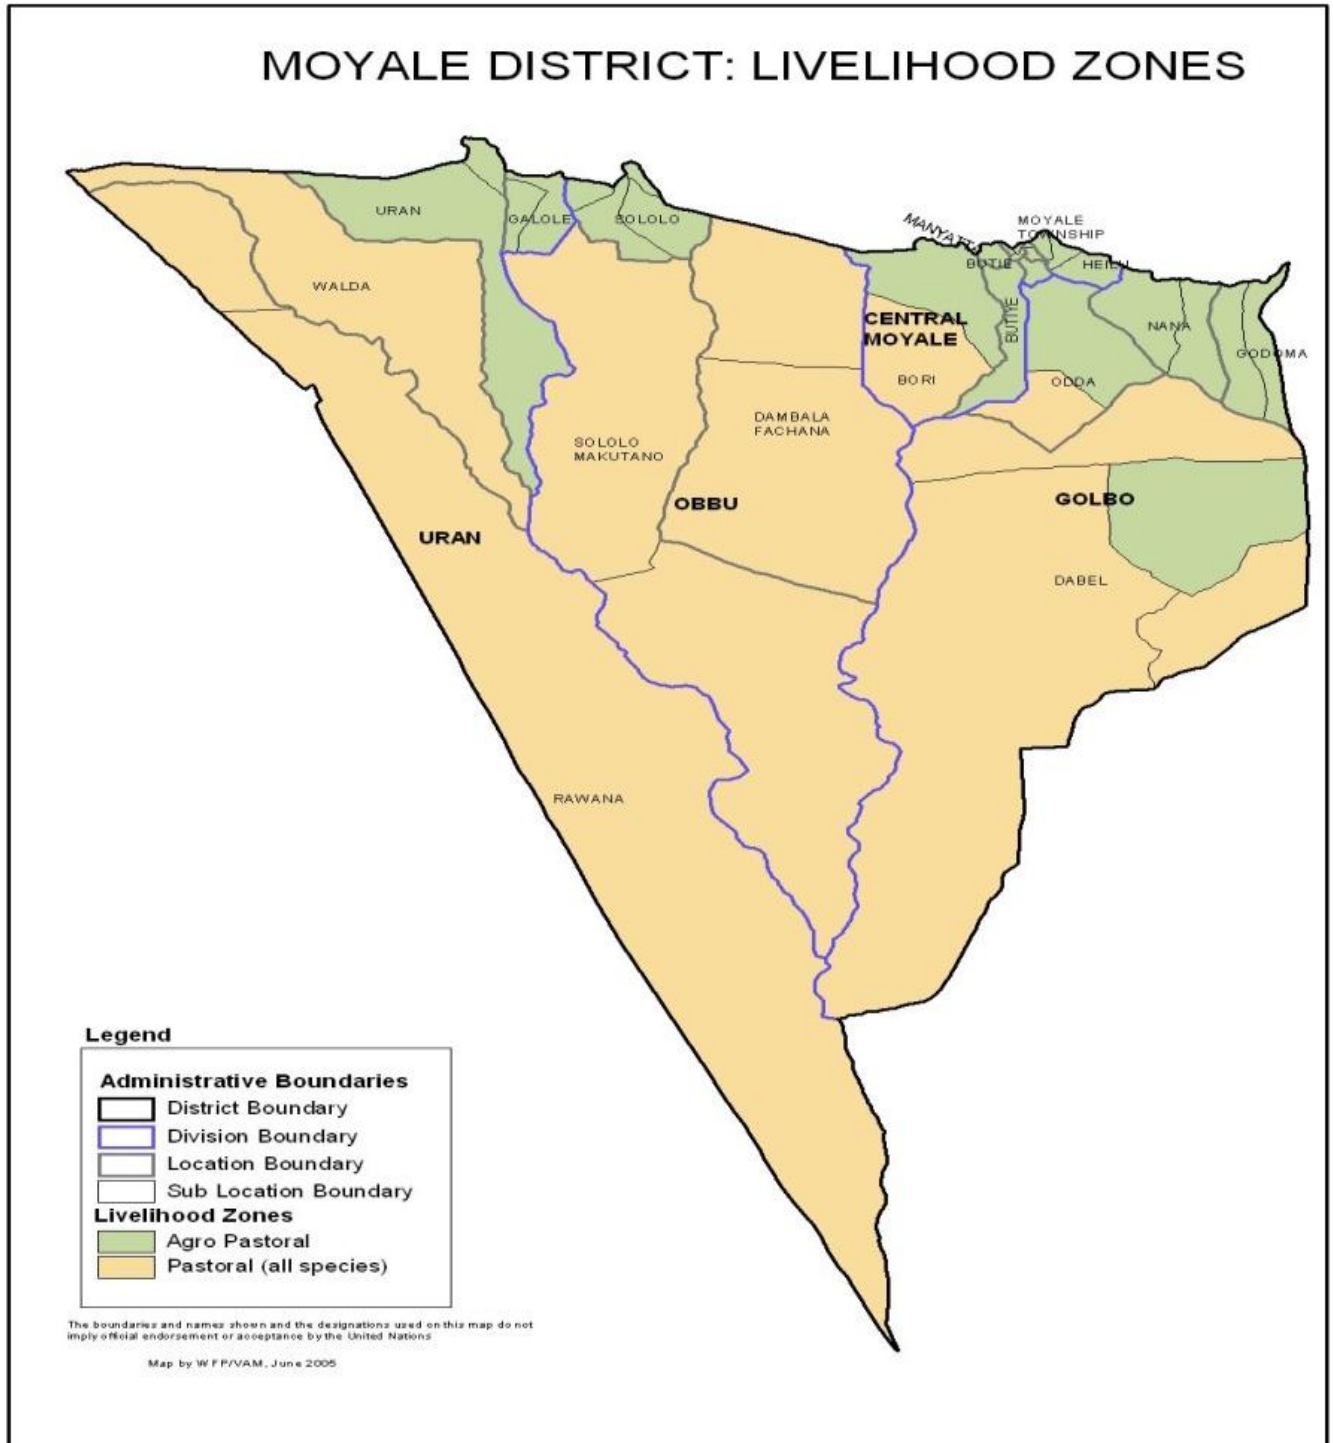 MOYALE DISTRICT: LIVELIHOOD ZONES
URAN
GALOLE
SOLOLO
MOYALE
TOWNSHIP
BUTIE
HEILU
WALDA
BUTIYE
CENTRAL
MOYALE
NANA
GODOMA
BORI
ODDA
DAMBALA
FACHANA
SOLOLO
MAKUTANO
OBBU
GOLBO
URAN
DABEL
RAWANA
Legend
Administrative Boundaries
District Boundary
Division Boundary
Location Boundary
Sub Location Boundary
Livelihood Zones
Agro Pastoral
Pastoral (all species)
The boundaries and names shown and the designations used on this map do not
imply official endorsement or acceptance by the United Nations
Map by WFP/VAM, June 2005